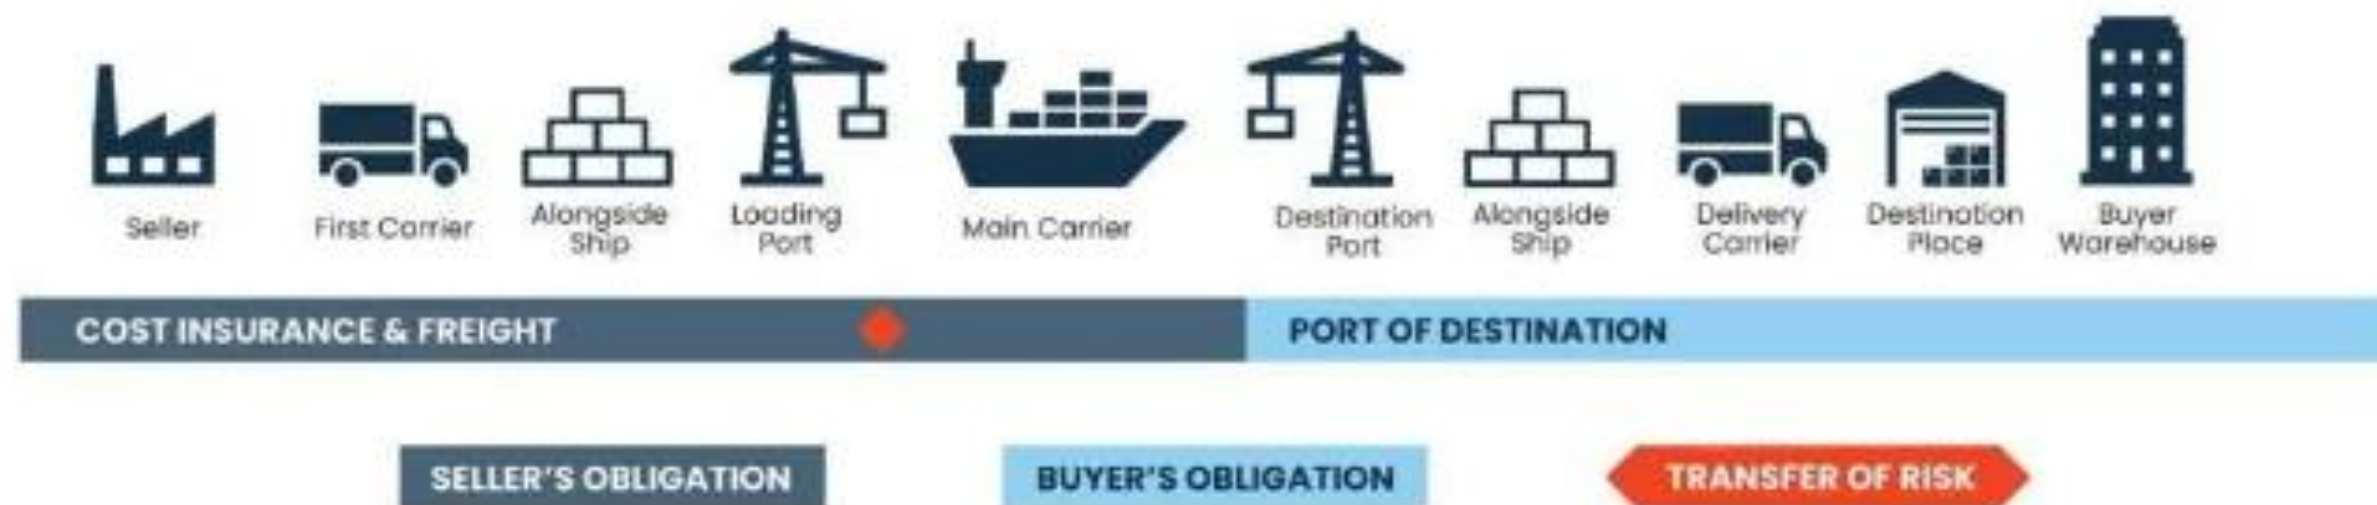 Seller
First Carrier
Alongside
Ship
Loading
Port
Main Carrier
Destination
Port
Alongside
Ship
Delivery
Carrier
Destination
Place
Buyer
Warehouse
COST INSURANCE & FREIGHT
PORT OF DESTINATION
SELLER'S OBLIGATION
BUYER'S OBLIGATION
TRANSFER OF RISK